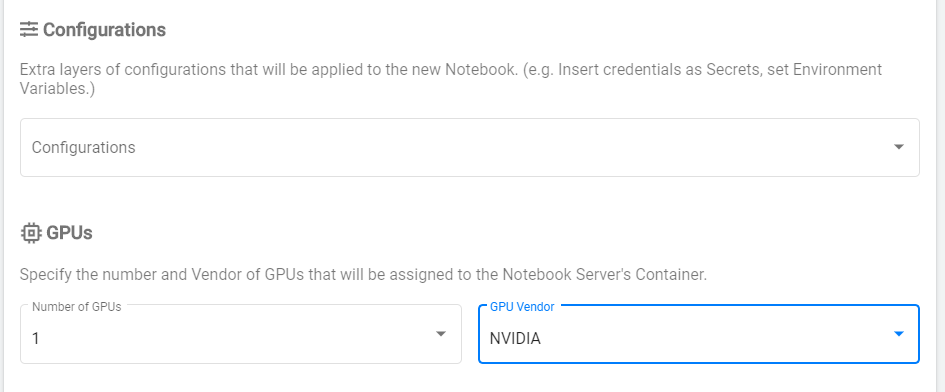 Configurations
Extra layers of configurations that will be applied to the new Notebook. (e.g. Insert credentials as Secrets, set Environment
Variables.)
Configurations
GPUs
Specify the number and Vendor of GPUs that will be assigned to the Notebook Server's Container.
Number of GPUs
1
GPU Vendor
NVIDIA